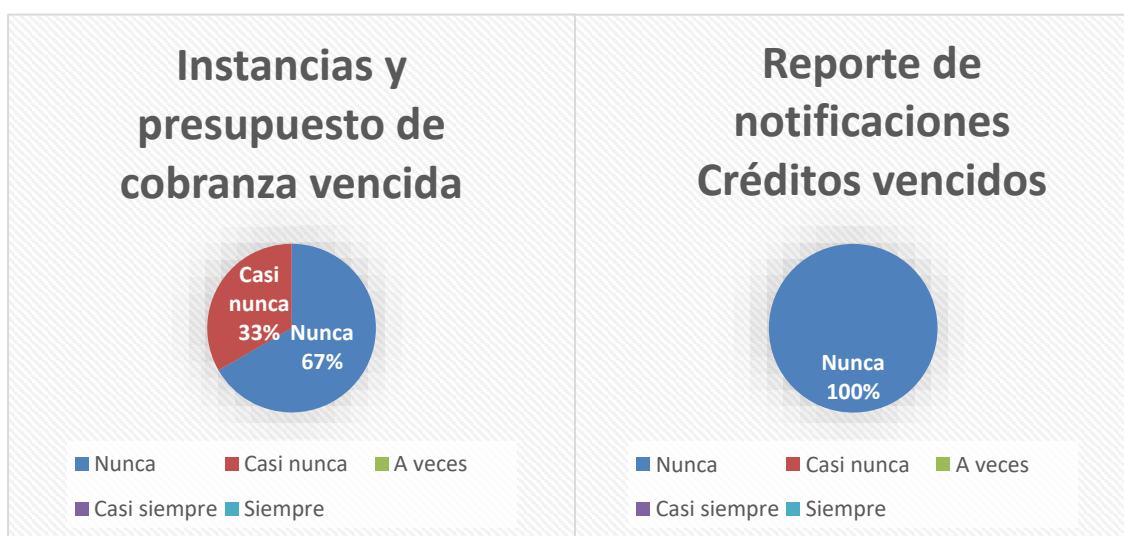 Instancias y
presupuesto de
cobranza vencida
Casi
nunca
33%
Nunca
67%
Nunca
Casi nunca
A veces
Casi siempre
Siempre
Reporte de
notificaciones
Créditos vencidos
Nunca
100%
Nunca
Casi nunca
A veces
Casi siempre
Siempre